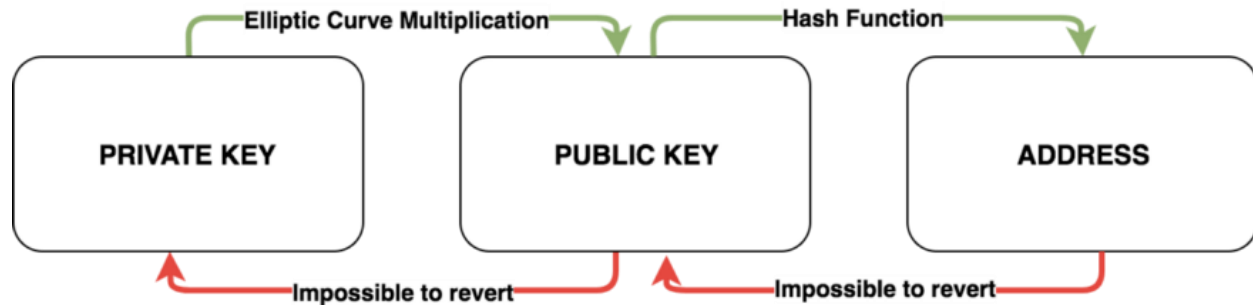 Elliptic Curve Multiplication
Hash Function
PRIVATE KEY
PUBLIC KEY
ADDRESS
Impossible to revert
Impossible to revert